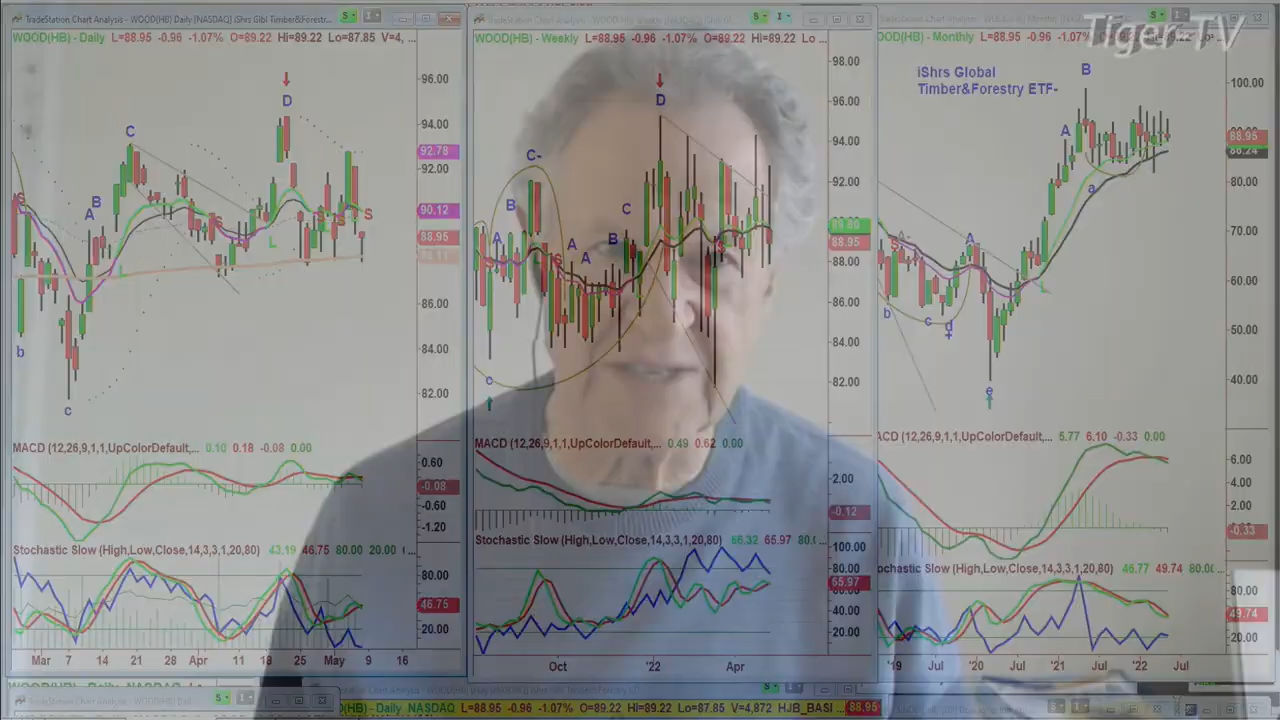 TradeStation Chart Analysis - WOOD(HB) Daily [NASDAQ] (iShrs Glbl Timber&Forestr...
WOOD(HB) - Daily L=88.95 -0.96 -1.07% O=89.22 Hi=89.22 Lo=87.85 V=4, ...
D
C
B
A
b
c
S
L
96.00
94.00
92.78
92.00
90.12
88.95
86.00
84.00
82.00
MACD (12,26,9,1,1,UpColorDefault,... 0.10 0.18 -0.08 0.00
0.60
-0.08
-0.60
-1.20
Stochastic Slow (High,Low,Close,14,3,3,1,20,80) 43.19 46.75 80.00 20.00
80.00
46.75
20.00
Mar 7 14 21 28 Apr 11 18 25 May 9 16
WOOD(HB) - Weekly L=88.95 -0.96 -1.07% O=89.22 Hi=89.22 Lo ...
D
C-
B
A
A
A
B
C
S
98.00
96.00
94.00
92.00
88.95
88.00
86.00
84.00
82.00
MACD (12,26,9,1,1,UpColorDefault,... 0.49 0.62 0.00
2.00
-0.12
Stochastic Slow (High,Low,Close,14,3,3,1,20,80) 66.32 65.97 80.0...
100.00
80.00
65.97
40.00
20.00
Oct '22 Apr
Tiger TV
OOD(HB) - Monthly L=88.95 -0.96 -1.07%
iShrs Global
Timber&Forestry ETF-
B
A
a
A
b
c
d
e
L
100.00
88.95
80.00
70.00
60.00
50.00
40.00
ACD (12,26,9,1,1,UpColorDefault,... 5.77 6.10 -0.33 0.00
6.00
4.00
2.00
-0.33
ochastic Slow (High,Low,Close,14,3,3,1,20,80) 46.77 49.74 80.0...
80.00
49.74
20.00
'19 Jul '20 Jul '21 Jul '22 Jul
D(HB) - Daily NASDAQ L=88.95 -0.96 -1.07% O=89.22 Hi=89.22 Lo=87.85 V=4,872 HJB_BASI ... 88.95